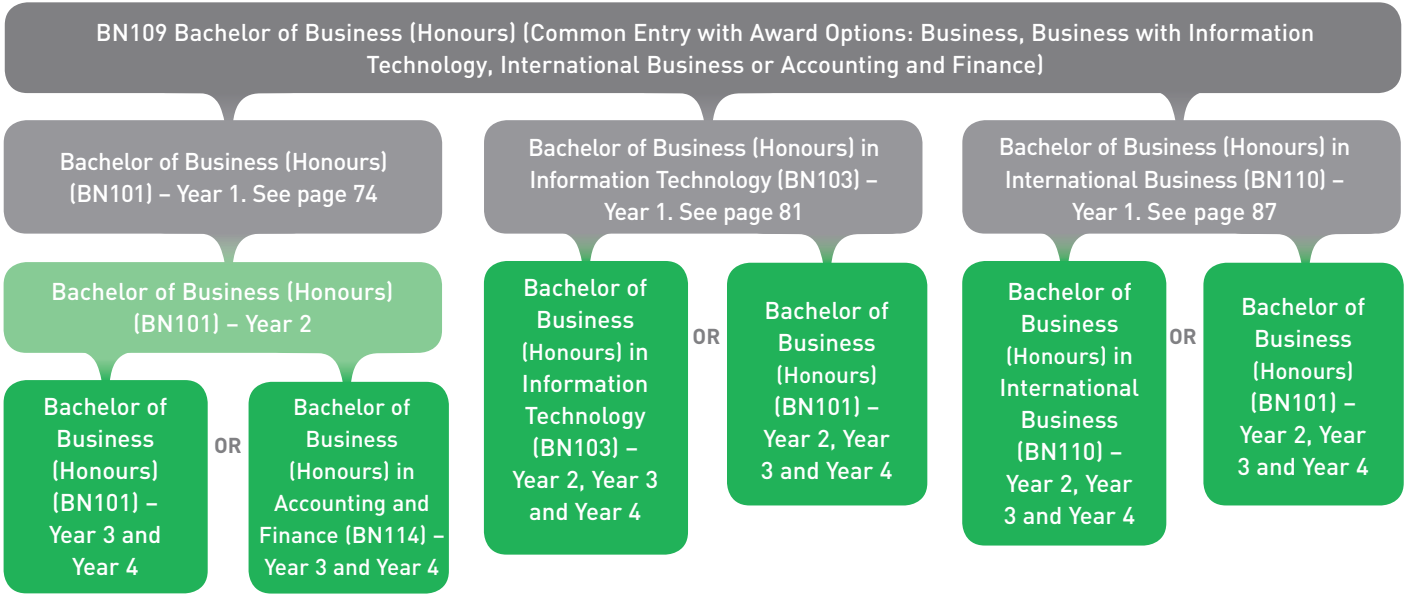 BN109 Bachelor of Business (Honours) (Common Entry with Award Options: Business, Business with Information
Technology, International Business or Accounting and Finance)
Bachelor of Business (Honours)
(BN101) – Year 1. See page 74
Bachelor of Business (Honours) in
Information Technology (BN103) –
Year 1. See page 81
Bachelor of Business (Honours) in
International Business (BN110) –
Year 1. See page 87
Bachelor of Business (Honours)
(BN101) – Year 2
Bachelor of
Business
(Honours)
(BN101) –
Year 3 and
Year 4
OR
Bachelor of
Business
(Honours) in
Accounting and
Finance (BN114) –
Year 3 and Year 4
Bachelor of
Business
(Honours) in
Information
Technology
(BN103) –
Year 2, Year 3
and Year 4
OR
Bachelor of
Business
(Honours)
(BN101) –
Year 2, Year
3 and Year 4
Bachelor of
Business
(Honours) in
International
Business
(BN110) –
Year 2, Year
3 and Year 4
OR
Bachelor of
Business
(Honours)
(BN101) –
Year 2, Year
3 and Year 4